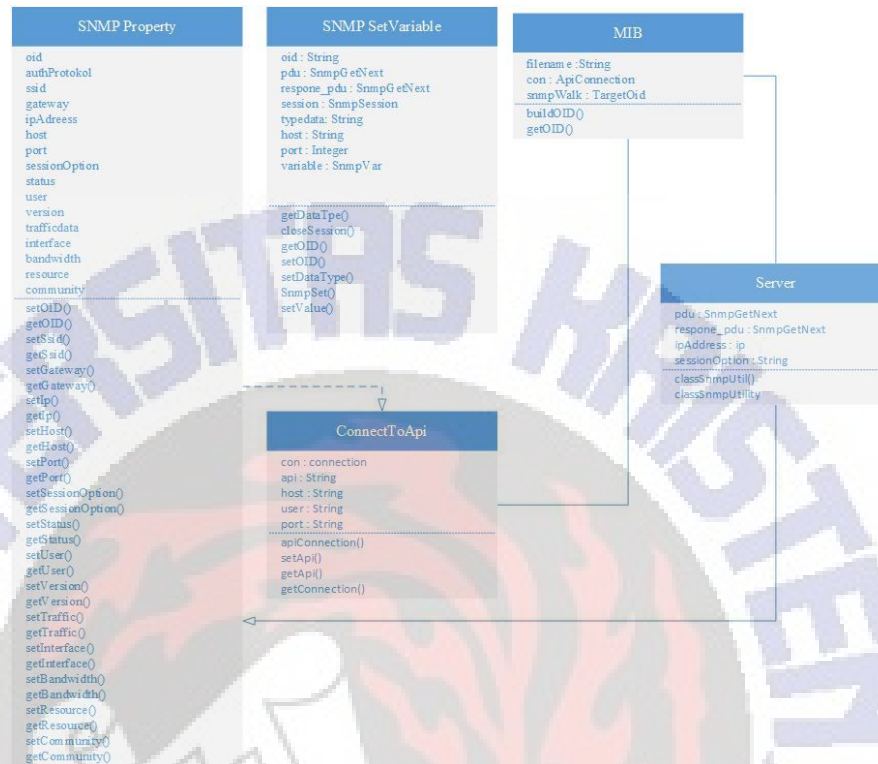 SNMP Property
oid
authProtokol
ssid
gateway
ipAdreess
host
port
sessionOption
status
user
version
trafficdata
interface
bandwidth
resource
community
setOID()
getOID()
setSsid()
getSsid()
setGateway()
getGateway()
setIp()
getIp()
setHost()
getHost()
setPort()
getPort()
setSessionOption()
getSessionOption()
setStatus()
getStatus()
setUser()
getUser()
setVersion()
getVersion()
setTraffic()
getTraffic()
setInterface()
getInterface()
setBandwidth()
getBandwidth()
setResource()
getResource()
setCommunity()
getCommunity()
SNMP SetVariable
oid : String
pdu : SnmpGetNext
respone_pdu : SnmpGetNext
session : SnmpSession
typedata: String
host : String
port : Integer
variable : SnmpVar
getDataTpe()
closeSession()
getOID()
setOID()
setDataType()
SnmpSet()
setValue()
MIB
filename :String
con : ApiConnection
snmpWalk : TargetOid
buildOID()
getOID()
Server
pdu : SnmpGetNext
respone_pdu : SnmpGetNext
ipAddress : ip
sessionOption : String
classSnmpUtil()
classSnmpUtility
ConnectToApi
con : connection
api : String
host : String
user : String
port : String
apiConnection()
setApi()
getApi()
getConnection()
KRISTEN